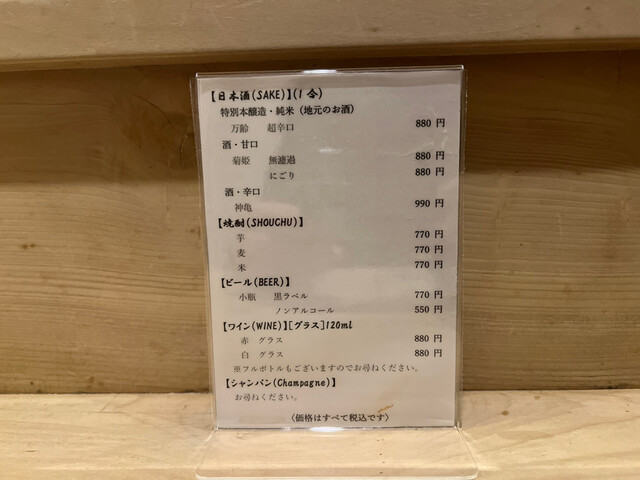 【日本酒(SAKE)】(1合)
特別本醸造・純米（地元のお酒）
万齢 超辛口 880 円
酒・甘口
菊姫 無濾過 880 円
にごり 880 円
酒・辛口
神亀 990 円
【焼酎(SHOUCHU)】
芋 770 円
麦 770 円
米 770 円
【ビール(BEER)】
小瓶 黒ラベル 770 円
ノンアルコール 550 円
【ワイン(WINE)】[グラス]120ml
赤 グラス 880 円
白 グラス 880 円
※フルボトルもございますのでお尋ねください。
【シャンパン(Champagne)】
お尋ねください。
〈価格はすべて税込です〉